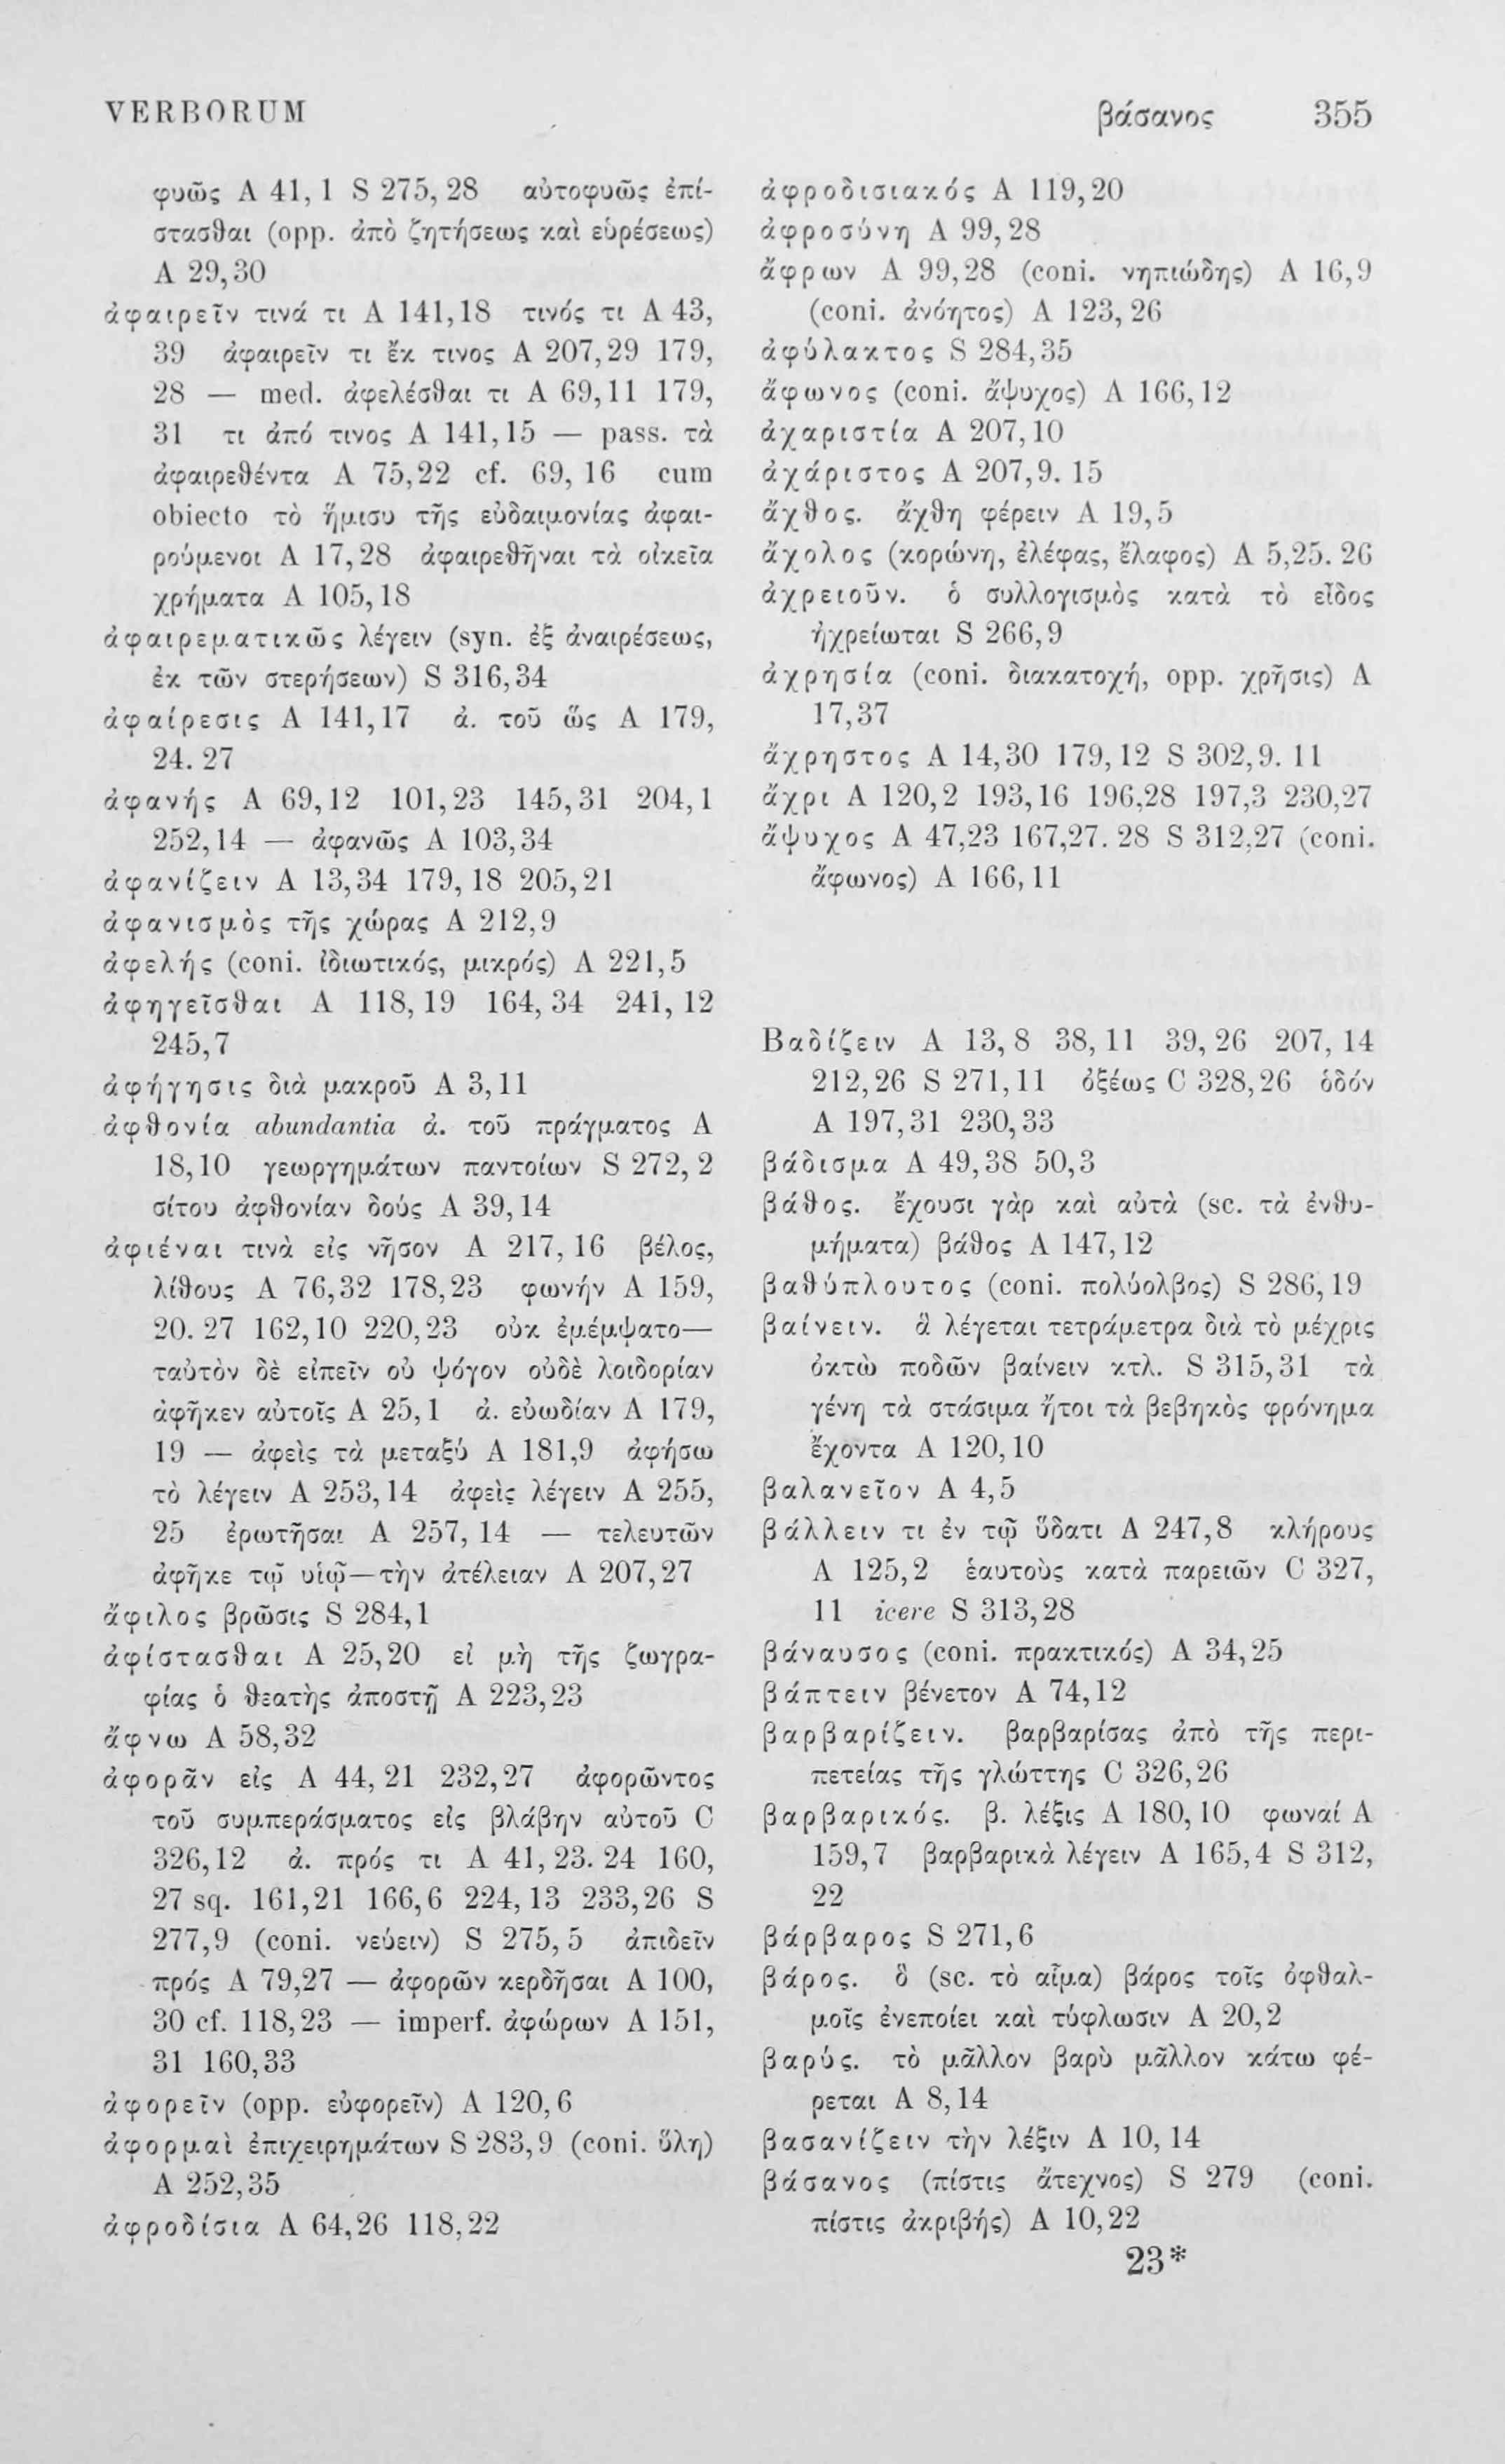 VERBORUM βάσανος 355
φυῶς A 41, 1 S 275, 28 αὐτοφυῶς ἐπί-
στασθαι (opp. ἀπὸ ζητήσεως καὶ εὑρέσεως)
A 29,30
ἀφαιρεῖν τινά τι A 141,18 τινός τι A 43,
39 ἀφαιρεῖν τι ἔκ τινος A 207,29 179,
28 — med. ἀφελέσθαι τι A 69,11 179,
31 τι ἀπό τινος A 141,15 — pass. τὰ
ἀφαιρεθέντα A 75,22 cf. 69, 16 cum
obiecto τὸ ἥμισυ τῆς εὐδαιμονίας ἀφαι-
ρούμενοι A 17,28 ἀφαιρεθῆναι τὰ οἰκεῖα
χρήματα A 105,18
ἀφαιρεματικῶς λέγειν (syn. ἐξ ἀναιρέσεως,
ἐκ τῶν στερήσεων) S 316,34
ἀφαίρεσις A 141,17 ἀ. τοῦ ὥς A 179,
24. 27
ἀφανής A 69,12 101,23 145,31 204,1
252,14 — ἀφανῶς A 103,34
ἀφανίζειν A 13,34 179,18 205,21
ἀφανισμὸς τῆς χώρας A 212,9
ἀφελής (coni. ἰδιωτικός, μικρός) A 221,5
ἀφηγεῖσθαι A 118,19 164, 34 241, 12
245,7
ἀφήγησις διὰ μακροῦ A 3,11
ἀφθονία abundantia ἀ. τοῦ πράγματος A
18,10 γεωργημάτων παντοίων S 272, 2
σίτου ἀφθονίαν δούς A 39,14
ἀφιέναι τινὰ εἰς νῆσον A 217, 16 βέλος,
λίθους A 76,32 178,23 φωνήν A 159,
20. 27 162,10 220,23 οὐκ ἐμέμψατο—
ταὐτὸν δὲ εἰπεῖν οὐ ψόγον οὐδὲ λοιδορίαν
ἀφῆκεν αὐτοῖς A 25,1 ἀ. εὐωδίαν A 179,
19 — ἀφεὶς τὰ μεταξύ A 181,9 ἀφήσω
τὸ λέγειν A 253,14 ἀφεὶς λέγειν A 255,
25 ἐρωτῆσαι A 257, 14 — τελευτῶν
ἀφῆκε τῷ υἱῷ—τὴν ἀτέλειαν A 207,27
ἄφιλος βρῶσις S 284,1
ἀφίστασθαι A 25,20 εἰ μὴ τῆς ζωγρα-
φίας ὁ θεατὴς ἀποστῇ A 223,23
ἄφνω A 58,32
ἀφορᾶν εἰς A 44, 21 232,27 ἀφορῶντος
τοῦ συμπεράσματος εἰς βλάβην αὐτοῦ C
326,12 ἀ. πρός τι A 41, 23. 24 160,
27 sq. 161,21 166,6 224,13 233,26 S
277,9 (coni. νεύειν) S 275, 5 ἀπιδεῖν
πρός A 79,27 — ἀφορῶν κερδῆσαι A 100,
30 cf. 118,23 — imperf. ἀφώρων A 151,
31 160,33
ἀφορεῖν (opp. εὐφορεῖν) A 120,6
ἀφορμαὶ ἐπιχειρημάτων S 283,9 (coni. ὕλη)
A 252,35
ἀφροδίσια A 64,26 118,22
ἀφροδισιακός A 119,20
ἀφροσύνη A 99,28
ἄφρων A 99,28 (coni. νηπιώδης) A 16,9
(coni. ἀνόητος) A 123,26
ἀφύλακτος S 284,35
ἄφωνος (coni. ἄψυχος) A 166,12
ἀχαριστία A 207,10
ἀχάριστος A 207,9. 15
ἄχθος. ἄχθη φέρειν A 19,5
ἄχολος (κορώνη, ἐλέφας, ἔλαφος) A 5,25. 26
ἀχρειοῦν. ὁ συλλογισμὸς κατὰ τὸ εἶδος
ἠχρείωται S 266,9
ἀχρησία (coni. διακατοχή, opp. χρῆσις) A
17,37
ἄχρηστος A 14,30 179,12 S 302,9. 11
ἄχρι A 120,2 193,16 196,28 197,3 230,27
ἄψυχος A 47,23 167,27. 28 S 312,27 (coni.
ἄφωνος) A 166,11
Βαδίζειν A 13, 8 38, 11 39, 26 207, 14
212,26 S 271,11 ὀξέως C 328,26 ὁδόν
A 197,31 230,33
βάδισμα A 49,38 50,3
βάθος. ἔχουσι γὰρ καὶ αὐτὰ (sc. τὰ ἐνθυ-
μήματα) βάθος A 147,12
βαθύπλουτος (coni. πολύολβος) S 286,19
βαίνειν. ἃ λέγεται τετράμετρα διὰ τὸ μέχρις
ὀκτὼ ποδῶν βαίνειν κτλ. S 315,31 τὰ
γένη τὰ στάσιμα ἤτοι τὰ βεβηκὸς φρόνημα
ἔχοντα A 120,10
βαλανεῖον A 4,5
βάλλειν τι ἐν τῷ ὕδατι A 247,8 κλήρους
A 125,2 ἑαυτοὺς κατὰ παρειῶν C 327,
11 icere S 313,28
βάναυσος (coni. πρακτικός) A 34,25
βάπτειν βένετον A 74,12
βαρβαρίζειν. βαρβαρίσας ἀπὸ τῆς περι-
πετείας τῆς γλώττης C 326,26
βαρβαρικός. β. λέξις A 180,10 φωναί A
159,7 βαρβαρικὰ λέγειν A 165,4 S 312,
22
βάρβαρος S 271,6
βάρος. ὃ (sc. τὸ αἷμα) βάρος τοῖς ὀφθαλ-
μοῖς ἐνεποίει καὶ τύφλωσιν A 20,2
βαρύς. τὸ μᾶλλον βαρὺ μᾶλλον κάτω φέ-
ρεται A 8,14
βασανίζειν τὴν λέξιν A 10, 14
βάσανος (πίστις ἄτεχνος) S 279 (coni.
πίστις ἀκριβής) A 10,22
23*